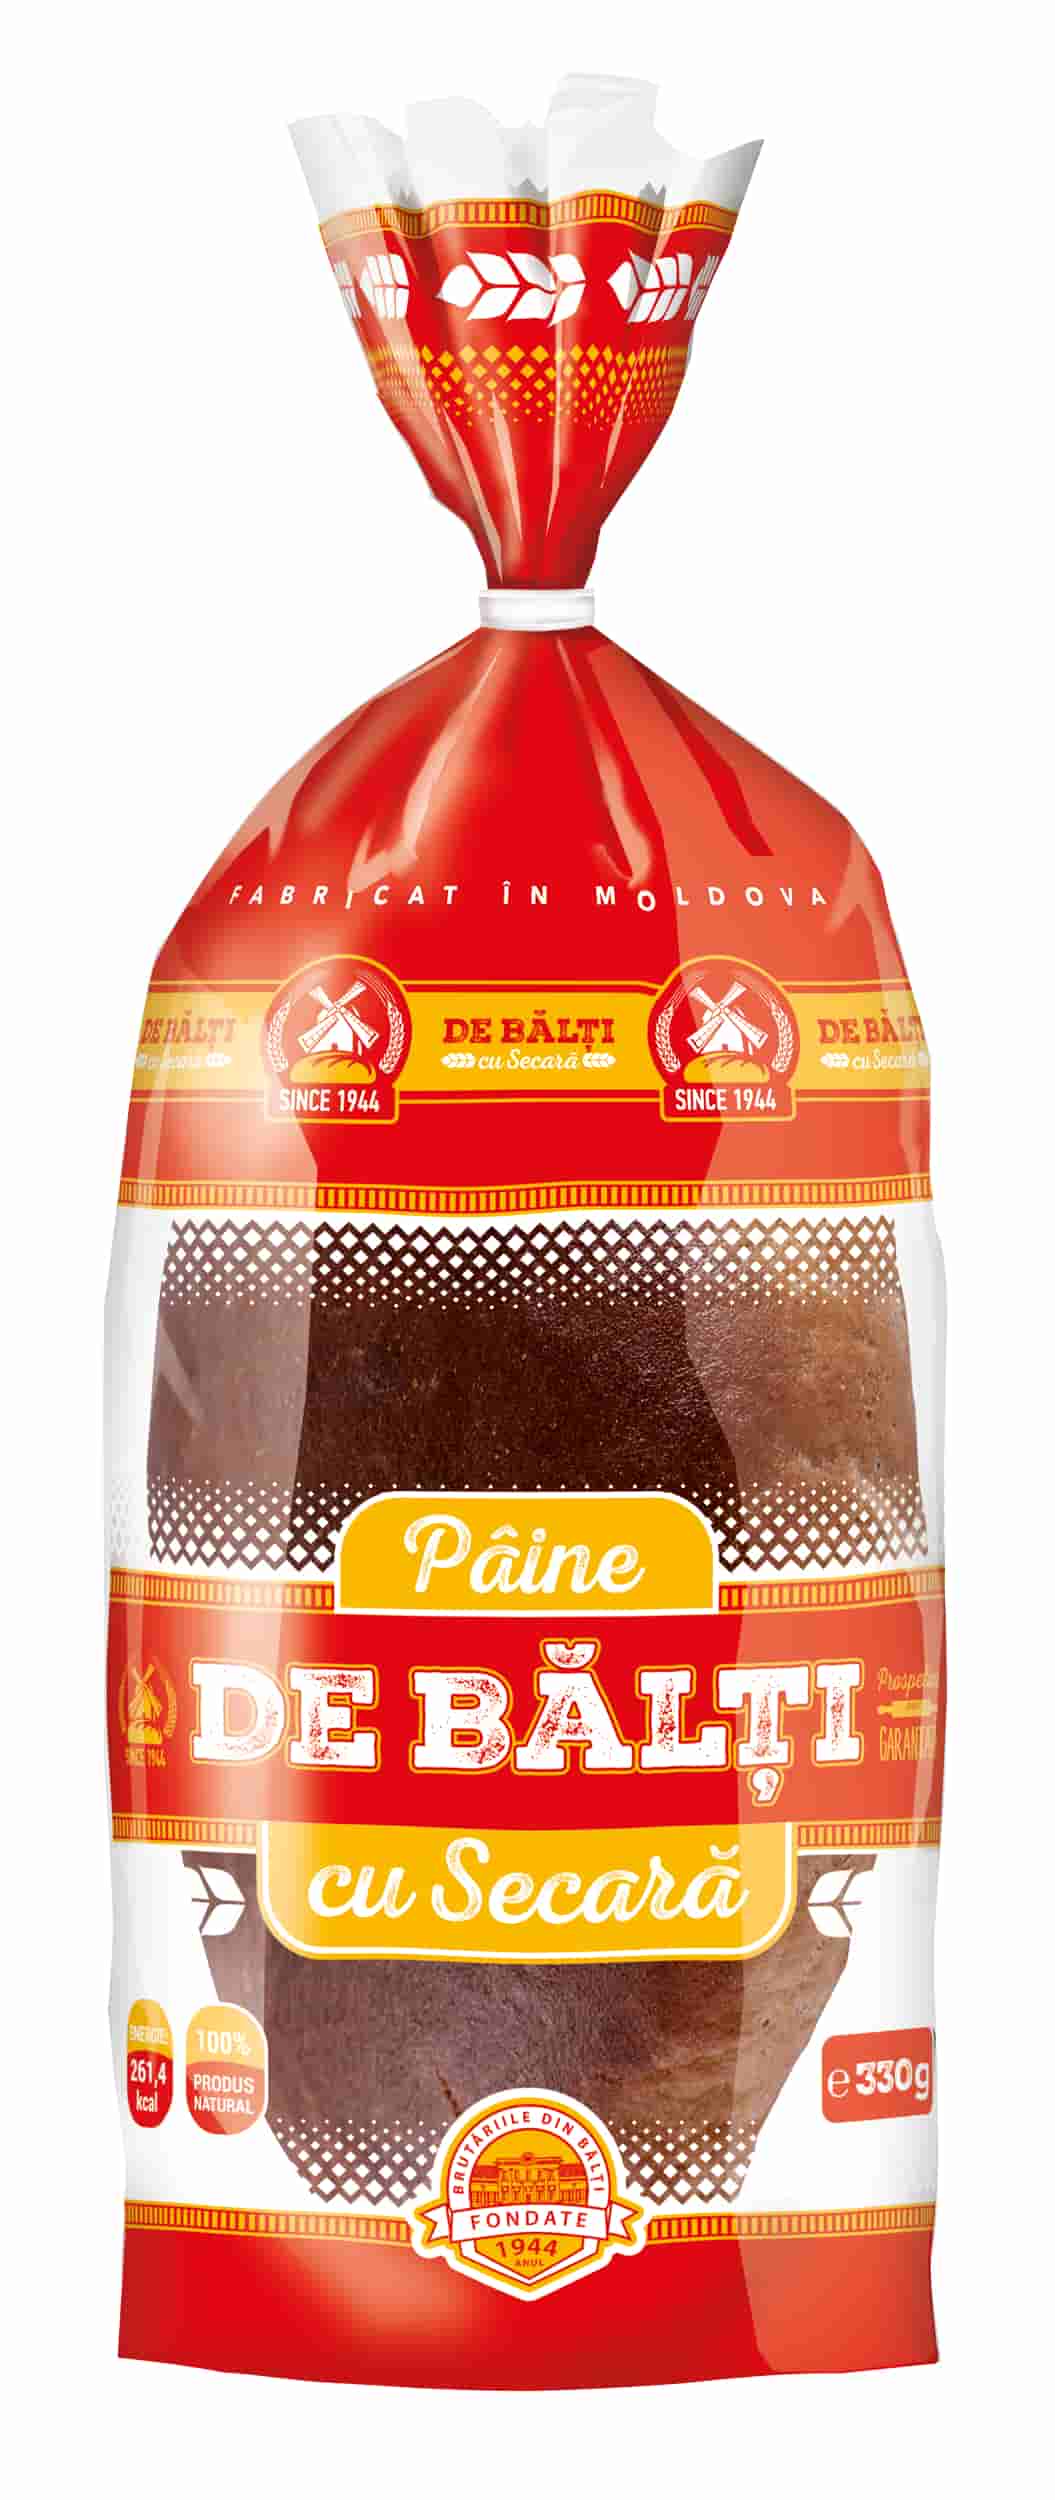 FABRICAT ÎN MOLDOVA
DE BĂLȚI
cu Secară
SINCE 1944
DE BĂLȚI
cu Secară
SINCE 1944
DE BĂLȚ
cu Secară
Pâine
DE BĂLȚI
SINCE 1944
cu Secară
261,4
kcal
100%
PRODUS
NATURAL
e 330g
BRUTĂRIILE DIN BĂLȚI
FONDATE
1944
ANUL